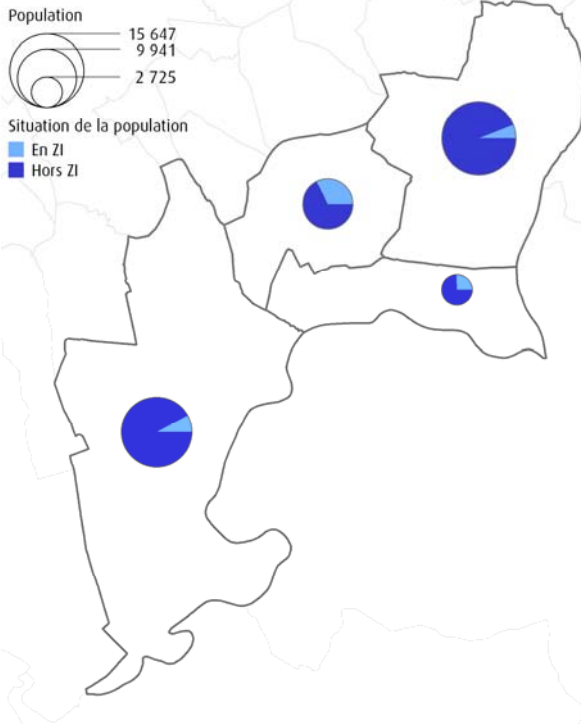 Population
15 647
9 941
2 725
Situation de la population
En ZI
Hors ZI